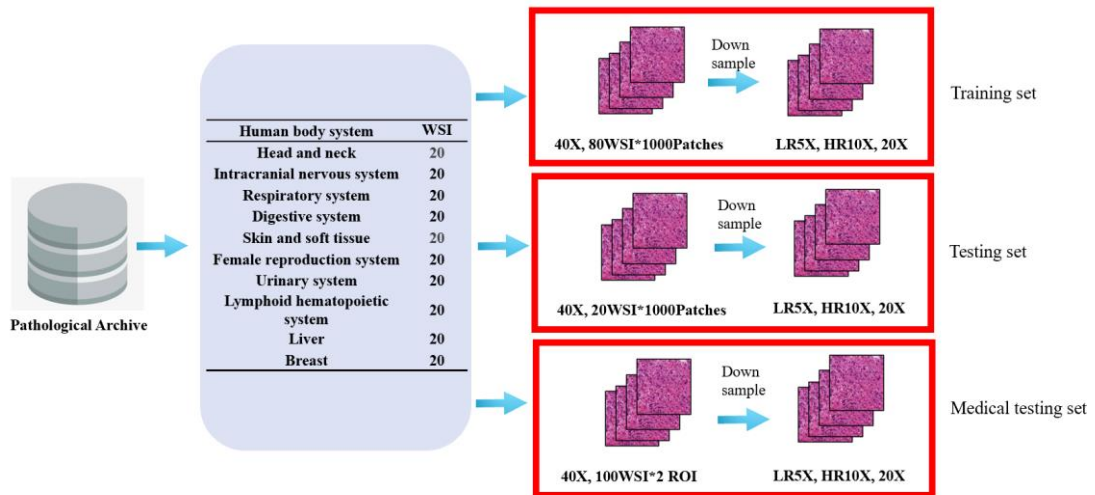 Pathological Archive
Human body system WSI
Head and neck 20
Intracranial nervous system 20
Respiratory system 20
Digestive system 20
Skin and soft tissue 20
Female reproduction system 20
Urinary system 20
Lymphoid hematopoietic
system 20
Liver 20
Breast 20
Down
sample
40X, 80WSI*1000Patches LR5X, HR10X, 20X
Training set
Down
sample
40X, 20WSI*1000Patches LR5X, HR10X, 20X
Testing set
Down
sample
40X, 100WSI*2 ROI LR5X, HR10X, 20X
Medical testing set